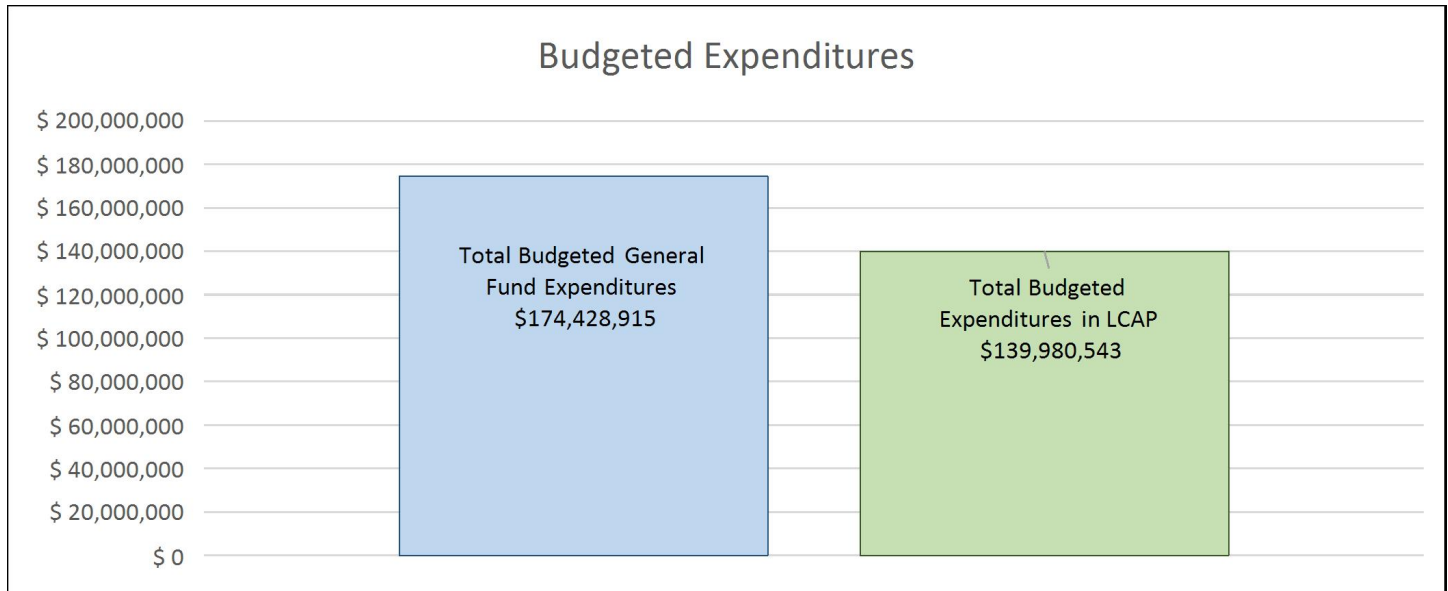 Budgeted Expenditures
$ 200,000,000
$ 180,000,000
$ 160,000,000
$ 140,000,000
$ 120,000,000
$ 100,000,000
$ 80,000,000
$ 60,000,000
$ 40,000,000
$ 20,000,000
$ 0
Total Budgeted General
Fund Expenditures
$174,428,915
Total Budgeted
Expenditures in LCAP
$139,980,543